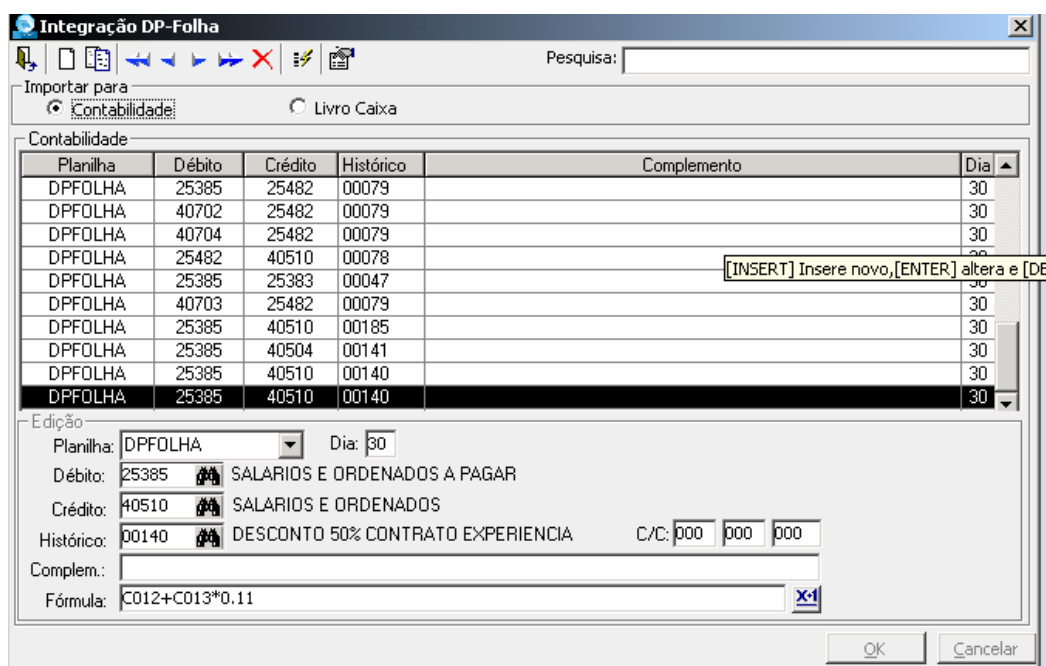 Integração DP-Folha
Pesquisa:
Importar para
Contabilidade Livro Caixa
Contabilidade
Planilha Débito Crédito Histórico Complemento Dia
DPFOLHA 25385 25482 00079 30
DPFOLHA 40702 25482 00079 30
DPFOLHA 40704 25482 00079 30
DPFOLHA 25482 40510 00078
[INSERT] Insere novo,[ENTER] altera e [DE
DPFOLHA 25385 25383 00047 30
DPFOLHA 40703 25482 00079 30
DPFOLHA 25385 40510 00185 30
DPFOLHA 25385 40504 00141 30
DPFOLHA 25385 40510 00140 30
DPFOLHA 25385 40510 00140 30
Edição
Planilha: DPFOLHA Dia: 30
Débito: 25385 SALARIOS E ORDENADOS A PAGAR
Crédito: 40510 SALARIOS E ORDENADOS
Histórico: 00140 DESCONTO 50% CONTRATO EXPERIENCIA C/C: 000 000 000
Complem.:
Fórmula: C012+C013*0.11
OK Cancelar